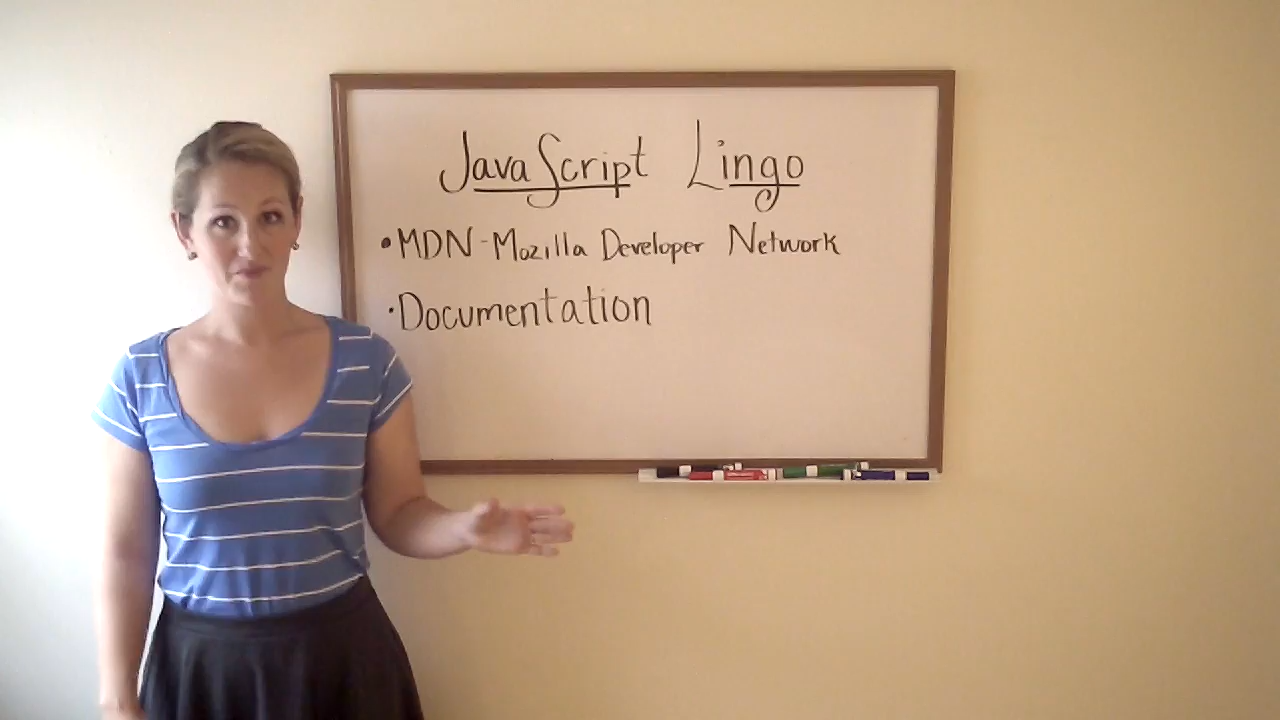 JavaScript Lingo
• MDN - Mozilla Developer Network
• Documentation